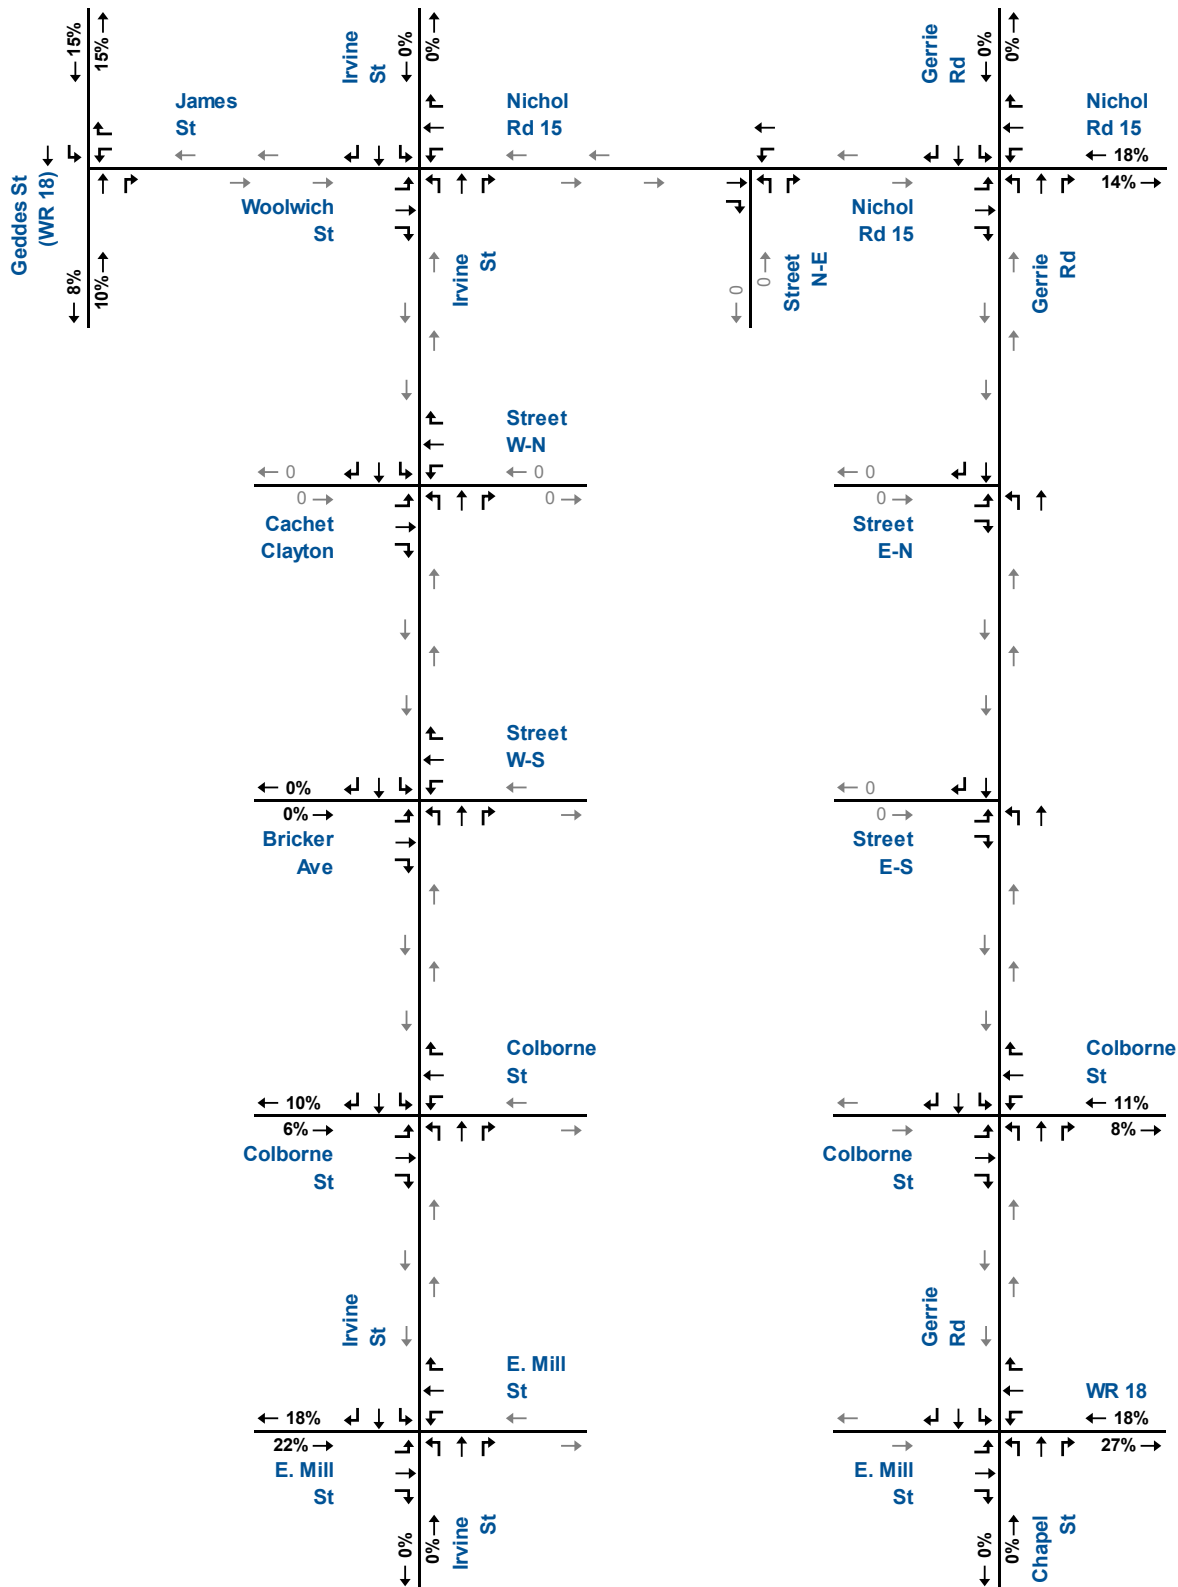 15%
15%
Irvine
St
0%
0%
Gerrie
Rd
0%
0%
James
St
Nichol
Rd 15
Nichol
Rd 15
18%
14%
Geddes St
(WR 18)
Woolwich
St
Nichol
Rd 15
8%
10%
Irvine
St
0
0
Street
N-E
Gerrie
Rd
Street
W-N
0
0
0
0
Cachet
Clayton
0
0
Street
E-N
Street
W-S
0%
0%
Bricker
Ave
0
0
Street
E-S
Colborne
St
Colborne
St
10%
6%
Colborne
St
11%
8%
Colborne
St
Irvine
St
Gerrie
Rd
E. Mill
St
WR 18
18%
22%
E. Mill
St
18%
27%
E. Mill
St
0%
0%
Irvine
St
0%
0%
Chapel
St